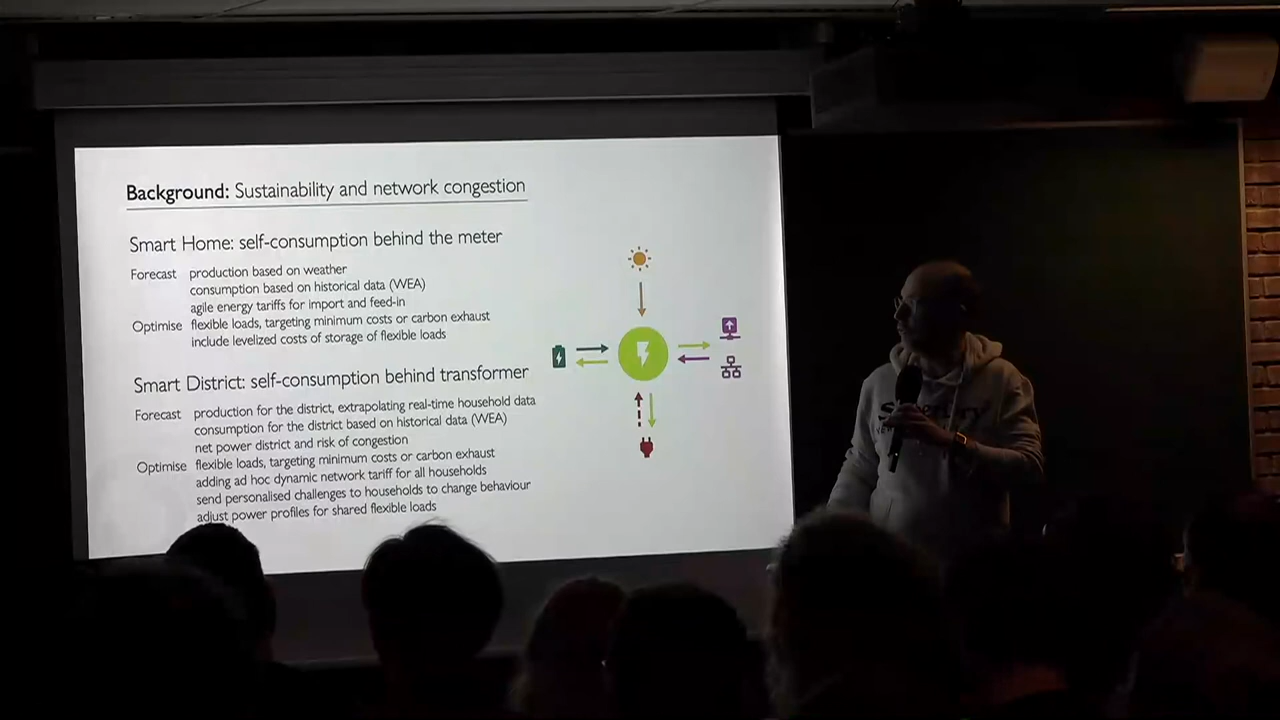 Background: Sustainability and network congestion
Smart Home: self-consumption behind the meter
Forecast production based on weather
consumption based on historical data (WEA)
agile energy tariffs for import and feed-in
Optimise flexible loads, targeting minimum costs or carbon exhaust
include levelized costs of storage of flexible loads
Smart District: self-consumption behind transformer
Forecast production for the district, extrapolating real-time household data
consumption for the district based on historical data (WEA)
net power district and risk of congestion
Optimise flexible loads, targeting minimum costs or carbon exhaust
adding ad hoc dynamic network tariff for all households
send personalised challenges to households to change behaviour
adjust power profiles for shared flexible loads